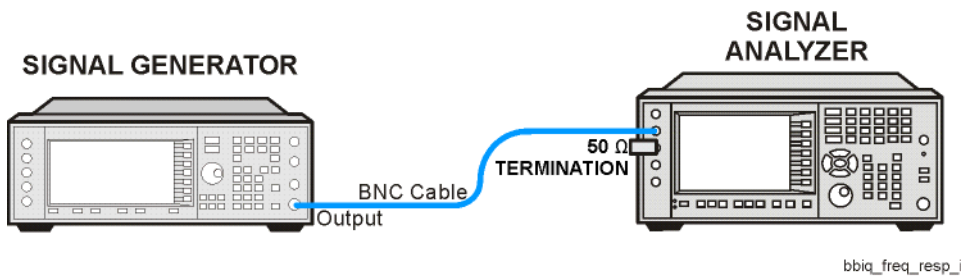 SIGNAL
ANALYZER
SIGNAL GENERATOR
50 Ω
TERMINATION
BNC Cable
Output
bbiq_freq_resp_i